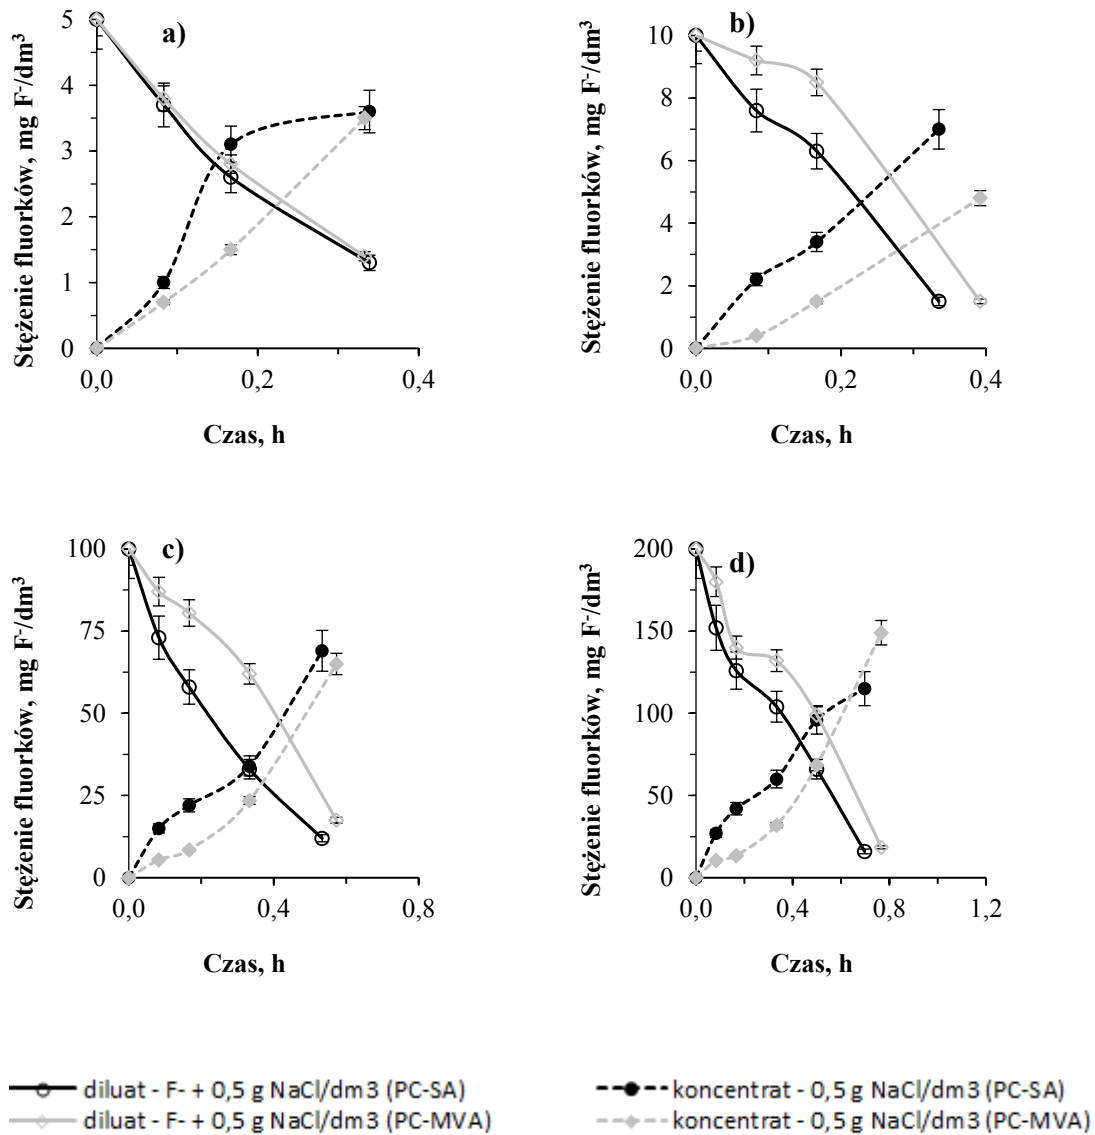 a)
Stężenie fluorków, mg F-/dm³
5
4
3
2
1
0
0,0 0,2 0,4
Czas, h
b)
Stężenie fluorków, mg F-/dm³
10
8
6
4
2
0
0,0 0,2 0,4
Czas, h
c)
Stężenie fluorków, mg F-/dm³
100
75
50
25
0
0,0 0,4 0,8
Czas, h
d)
Stężenie fluorków, mg F-/dm³
200
150
100
50
0
0,0 0,4 0,8 1,2
Czas, h
diluat - F- + 0,5 g NaCl/dm3 (PC-SA)
koncentrat - 0,5 g NaCl/dm3 (PC-SA)
diluat - F- + 0,5 g NaCl/dm3 (PC-MVA)
koncentrat - 0,5 g NaCl/dm3 (PC-MVA)